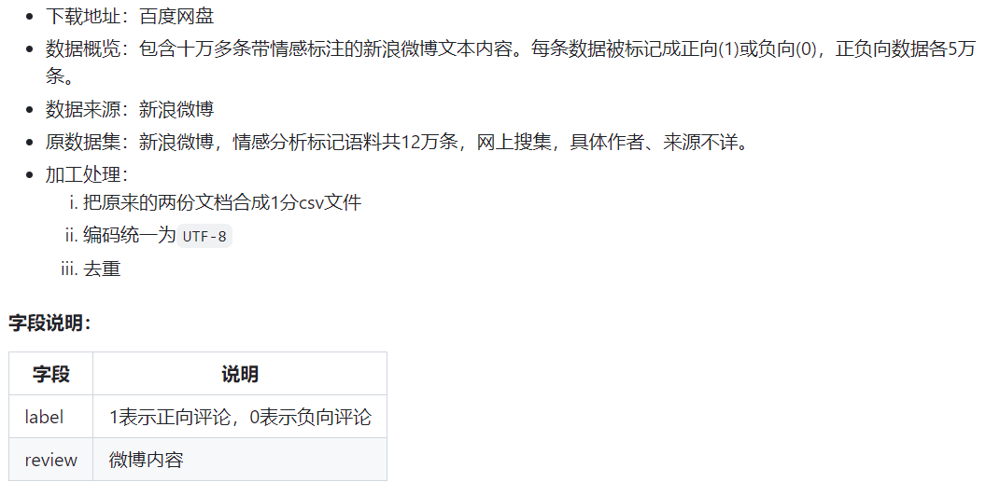 下载地址：百度网盘
数据概览：包含十万多条带情感标注的新浪微博文本内容。每条数据被标记成正向(1)或负向(0)，正负向数据各5万
条。
数据来源：新浪微博
原数据集：新浪微博，情感分析标记语料共12万条，网上搜集，具体作者、来源不详。
加工处理：
i. 把原来的两份文档合成1分csv文件
ii. 编码统一为 UTF-8
iii. 去重
字段说明：
字段 说明
label 1表示正向评论，0表示负向评论
review 微博内容